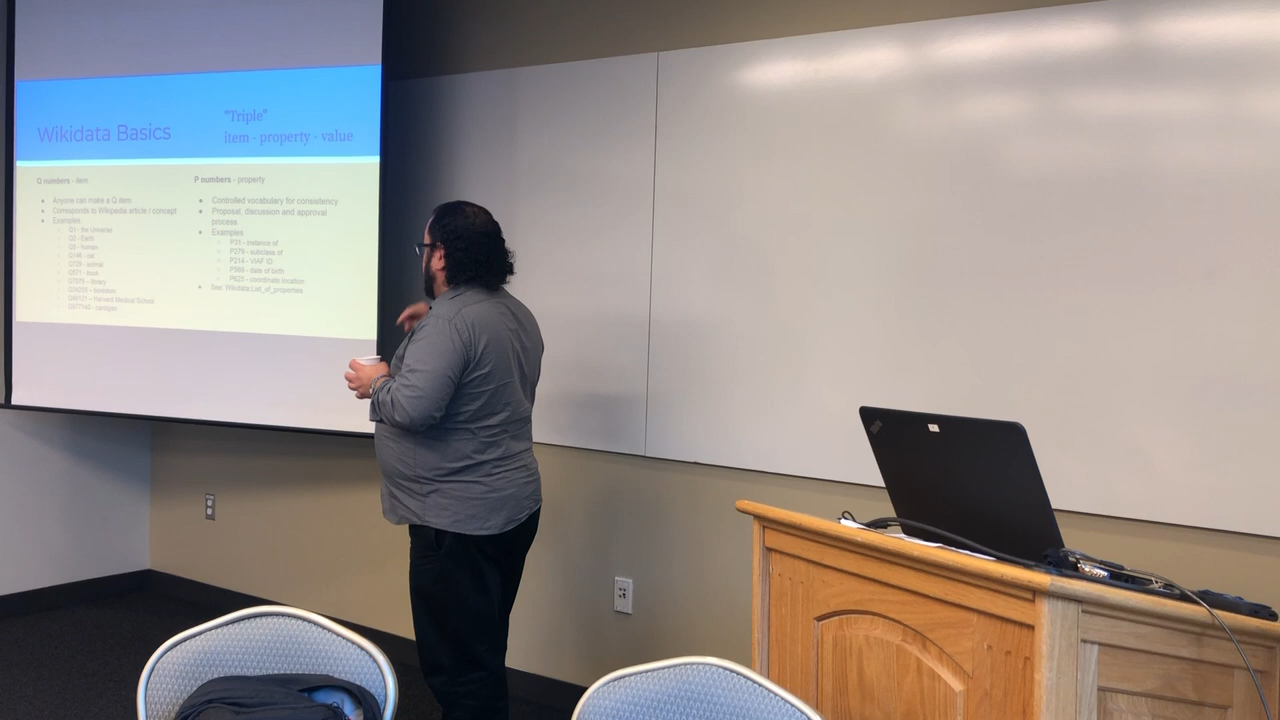 Wikidata Basics
"Triple"
item - property - value
Q numbers - item
● Anyone can make a Q item
● Corresponds to Wikipedia article / concept
● Examples
○ Q1 - the Universe
○ Q2 - Earth
○ Q5 - human
○ Q146 - cat
○ Q729 - animal
○ Q571 - book
○ Q7075 - library
○ bookstore
○ Harvard Medical School
○ cardigan
P numbers - property
● Controlled vocabulary for consistency
● Proposal, discussion and approval
process
● Examples
○ P31 - instance of
○ P279 - subclass of
○ P214 - VIAF ID
○ P569 - date of birth
○ P625 - coordinate location
● See: Wikidata:List_of_properties